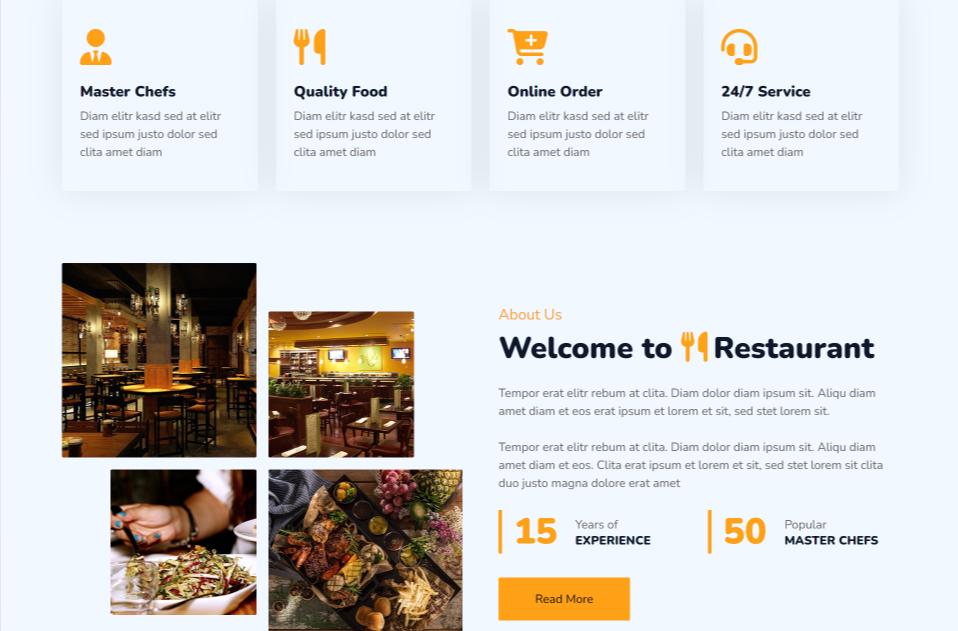 Master Chefs
Diam elitr kasd sed at elitr
sed ipsum justo dolor sed
clita amet diam
Quality Food
Diam elitr kasd sed at elitr
sed ipsum justo dolor sed
clita amet diam
Online Order
Diam elitr kasd sed at elitr
sed ipsum justo dolor sed
clita amet diam
24/7 Service
Diam elitr kasd sed at elitr
sed ipsum justo dolor sed
clita amet diam
About Us
Welcome to Restaurant
Tempor erat elitr rebum at clita. Diam dolor diam ipsum sit. Aliqu diam
amet diam et eos erat ipsum et lorem et sit, sed stet lorem sit.
Tempor erat elitr rebum at clita. Diam dolor diam ipsum sit. Aliqu diam
amet diam et eos. Clita erat ipsum et lorem et sit, sed stet lorem sit clita
duo justo magna dolore erat amet
15
Years of
EXPERIENCE
50
Popular
MASTER CHEFS
Read More